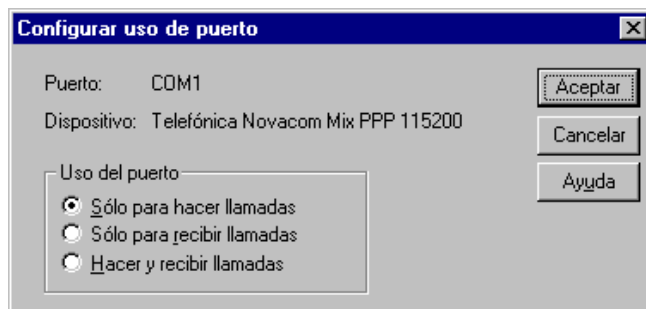 Configurar uso de puerto
Puerto: COM1
Aceptar
Dispositivo: Telefónica Novacom Mix PPP 115200
Cancelar
Uso del puerto
Ayuda
Sólo para hacer llamadas
Sólo para recibir llamadas
Hacer y recibir llamadas